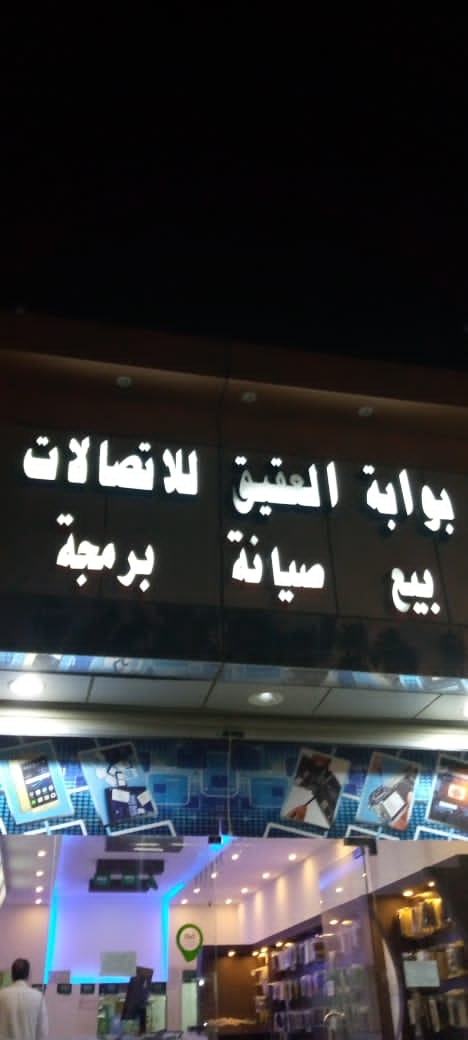 بوابة العقيق للاتصالات
بيع صيانة برمجة